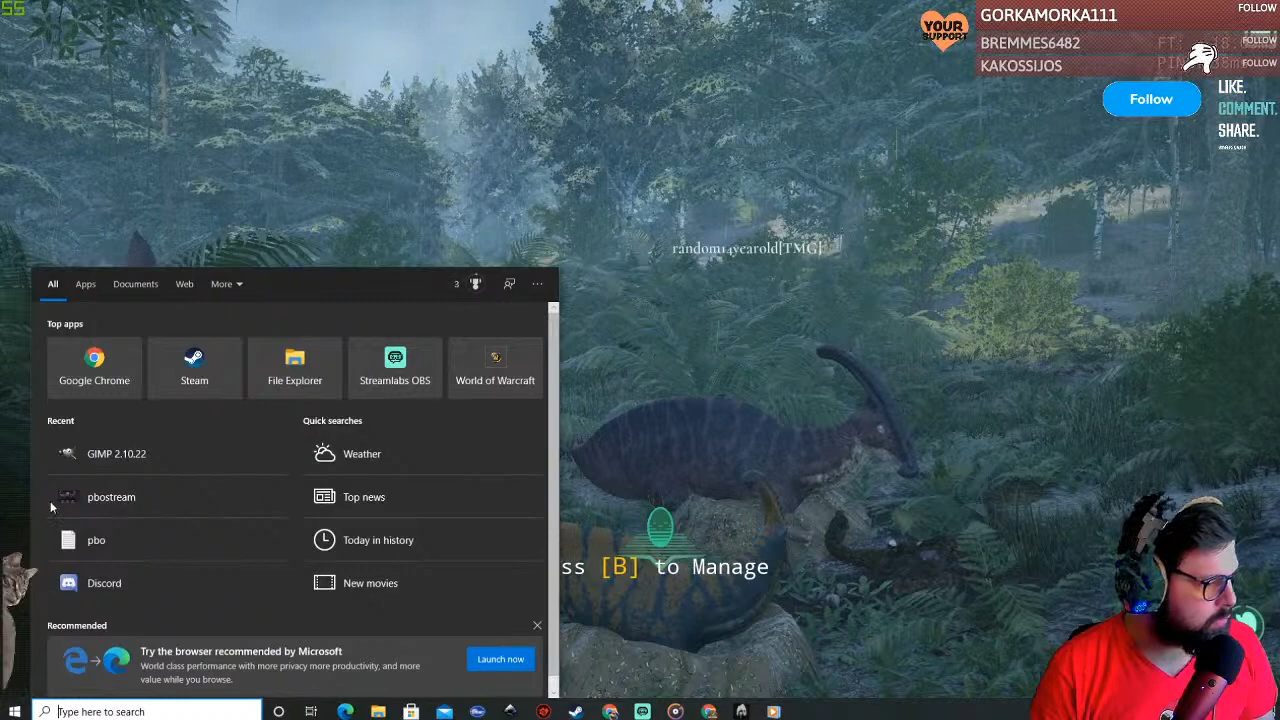 55
YOUR
SUPPORT
GORKAMORKA111
FOLLOW
BREMMES6482
FOLLOW
KAKOSSIJOS
FOLLOW
Follow
LIKE.
COMMENT.
SHARE.
random14yearold[TMG]
All
Apps
Documents
Web
More
3
Top apps
Google Chrome
Steam
File Explorer
Streamlabs OBS
World of Warcraft
Recent
Quick searches
GIMP 2.10.22
Weather
pbostream
Top news
pbo
Today in history
Discord
New movies
ss [B] to Manage
Recommended
Try the browser recommended by Microsoft
World class performance with more privacy more productivity, and more
value while you browse.
Launch now
Type here to search